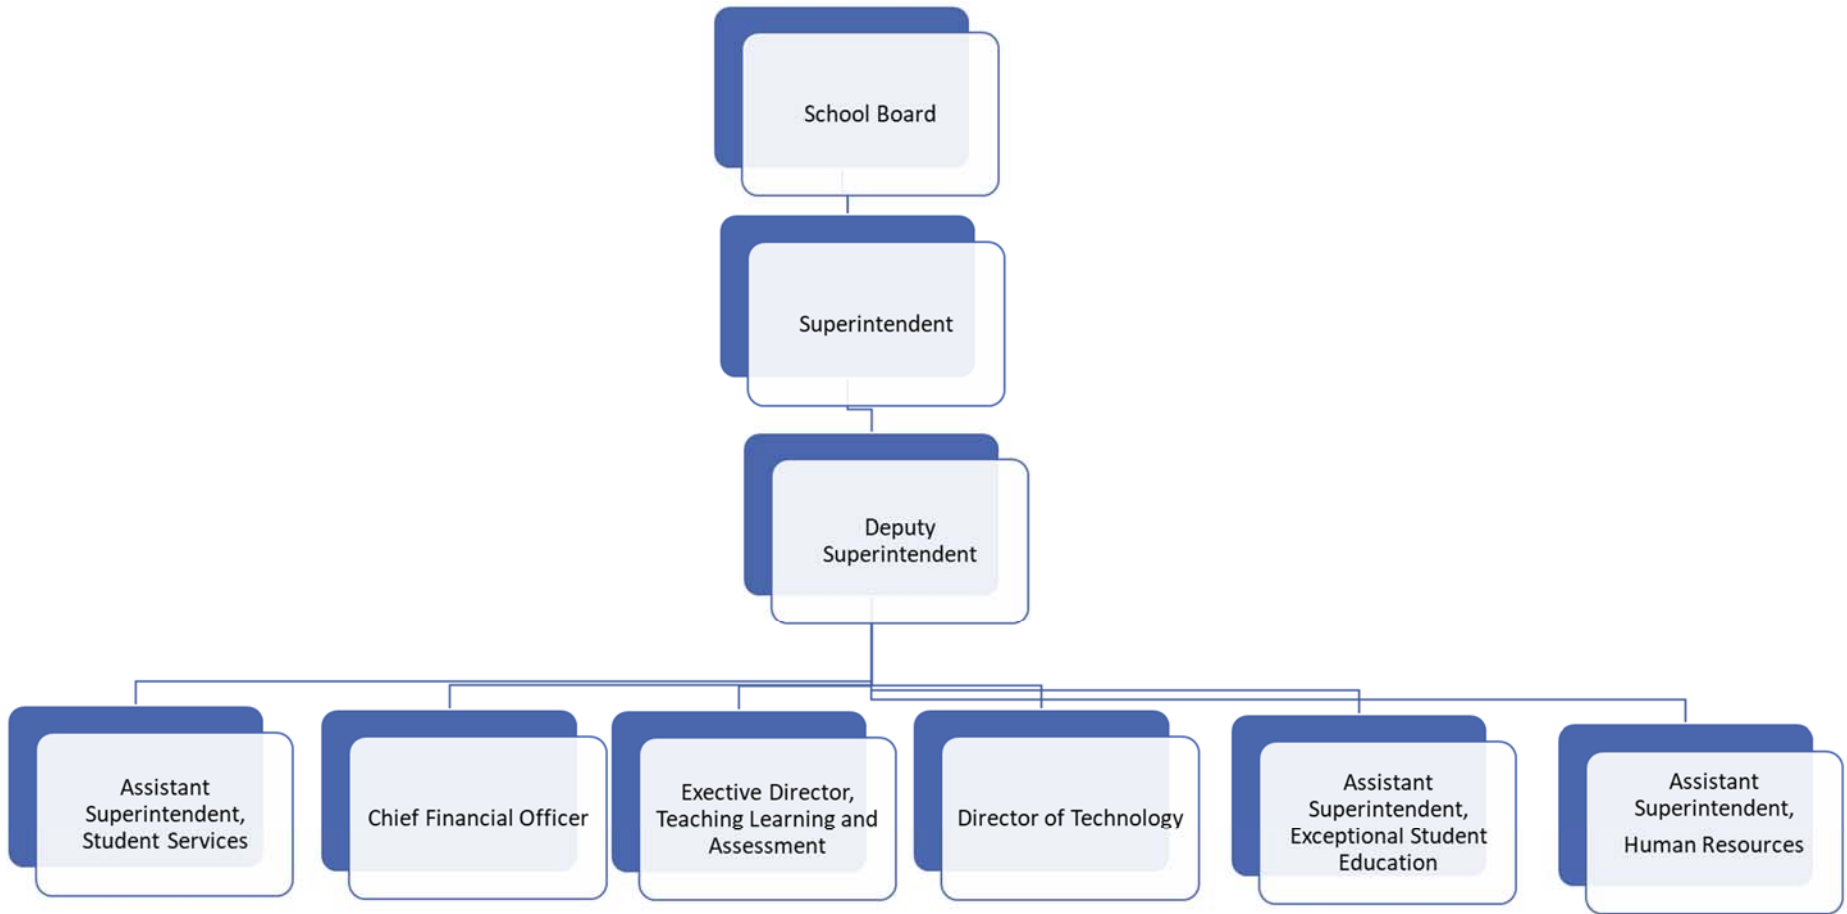 School Board
Superintendent
Deputy
Superintendent
Assistant
Superintendent,
Student Services
Chief Financial Officer
Exective Director,
Teaching Learning and
Assessment
Director of Technology
Assistant
Superintendent,
Exceptional Student
Education
Assistant
Superintendent,
Human Resources